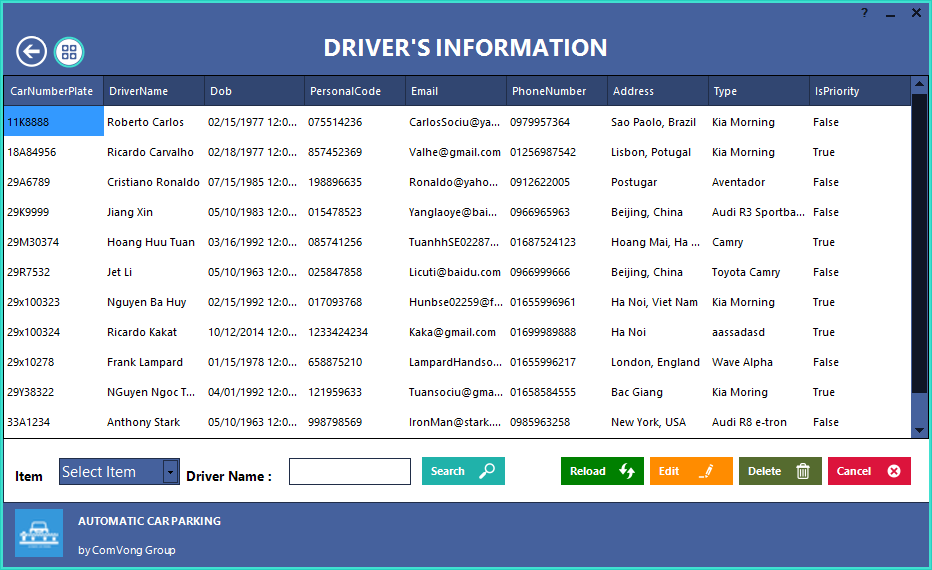 ?
DRIVER'S INFORMATION
CarNumberPlate DriverName Dob PersonalCode Email PhoneNumber Address Type IsPriority
11K8888 Roberto Carlos 02/15/1977 12:0... 075514236 CarlosSociu@ya... 0979957364 Sao Paolo, Brazil Kia Morning False
18A84956 Ricardo Carvalho 02/18/1977 12:0... 857452369 Valhe@gmail.com 01256987542 Lisbon, Potugal Kia Morning True
29A6789 Cristiano Ronaldo 07/15/1985 12:0... 198896635 Ronaldo@yaho... 0912622005 Postugar Aventador False
29K9999 Jiang Xin 05/10/1983 12:0... 015478523 Yanglaoye@bai... 0966965963 Beijing, China Audi R3 Sportba... False
29M30374 Hoang Huu Tuan 03/16/1992 12:0... 085741256 TuanhhSE02287... 01687524123 Hoang Mai, Ha ... Camry True
29R7532 Jet Li 05/10/1963 12:0... 025847858 Licuti@baidu.com 0966999666 Beijing, China Toyota Camry False
29x100323 Nguyen Ba Huy 02/15/1992 12:0... 017093768 Hunbse02259@f... 01655996961 Ha Noi, Viet Nam Kia Morning True
29x100324 Ricardo Kakat 10/12/2014 12:0... 1233424234 Kaka@gmail.com 01699989888 Ha Noi aassadasd True
29x10278 Frank Lampard 01/15/1978 12:0... 658875210 LampardHandso... 01655996217 London, England Wave Alpha False
29Y38322 NGuyen Ngoc T... 04/01/1992 12:0... 121959633 Tuansociu@gma... 01658584555 Bac Giang Kia Moring True
33A1234 Anthony Stark 05/10/1963 12:0... 998798569 IronMan@stark.... 0985963258 New York, USA Audi R8 e-tron False
Item Select Item Driver Name : Search Reload Edit Delete Cancel
AUTOMATIC CAR PARKING
by ComVong Group